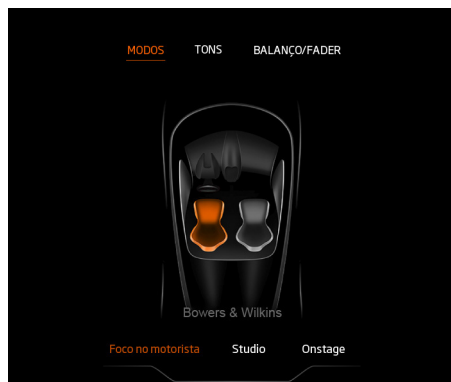 MODOS TONS BALANÇO/FADER
Bowers & Wilkins
Foco no motorista Studio Onstage